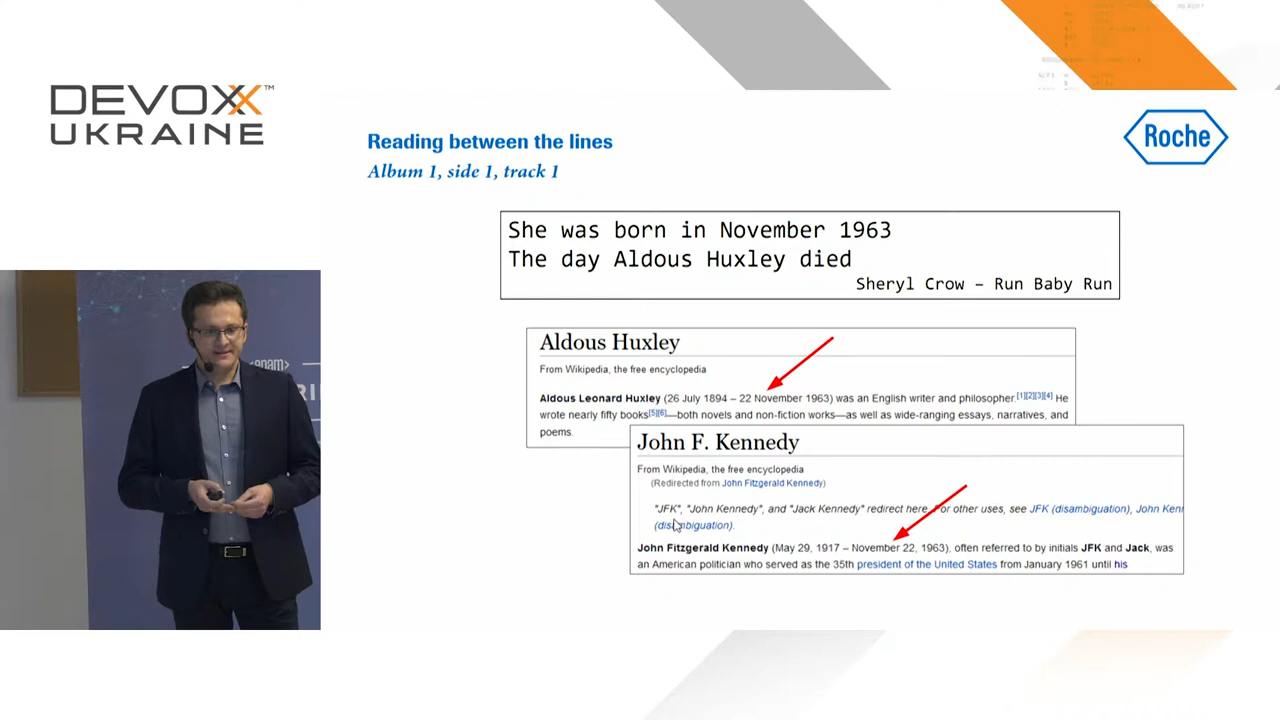 DEVOXX™
UKRAINE
Roche
Reading between the lines
Album 1, side 1, track 1
She was born in November 1963
The day Aldous Huxley died
Sheryl Crow – Run Baby Run
Aldous Huxley
From Wikipedia, the free encyclopedia
Aldous Leonard Huxley (26 July 1894 – 22 November 1963) was an English writer and philosopher.[1][2][3][4] He
wrote nearly fifty books[5][6]—both novels and non-fiction works—as well as wide-ranging essays, narratives, and
poems.
John F. Kennedy
From Wikipedia, the free encyclopedia
(Redirected from John Fitzgerald Kennedy)
"JFK", "John Kennedy", and "Jack Kennedy" redirect here. For other uses, see JFK (disambiguation), John Kenn
(disambiguation).
John Fitzgerald Kennedy (May 29, 1917 – November 22, 1963), often referred to by initials JFK and Jack, was
an American politician who served as the 35th president of the United States from January 1961 until his